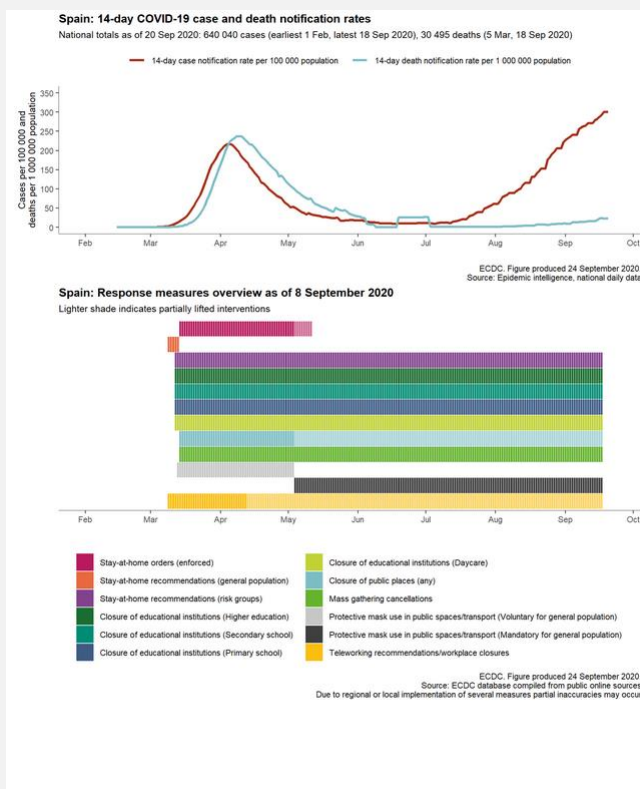 Spain: 14-day COVID-19 case and death notification rates
National totals as of 20 Sep 2020: 640 040 cases (earliest 1 Feb, latest 18 Sep 2020), 30 495 deaths (5 Mar, 18 Sep 2020)
14-day case notification rate per 100 000 population 14-day death notification rate per 1 000 000 population
Cases per 100 000 and
deaths per 1 000 000 population
350
300
250
200
150
100
50
0
Feb Mar Apr May Jun Jul Aug Sep Oct
ECDC. Figure produced 24 September 2020
Source: Epidemic intelligence, national daily data
Spain: Response measures overview as of 8 September 2020
Lighter shade indicates partially lifted interventions
Feb Mar Apr May Jun Jul Aug Sep Oct
Stay-at-home orders (enforced)
Stay-at-home recommendations (general population)
Stay-at-home recommendations (risk groups)
Closure of educational institutions (Higher education)
Closure of educational institutions (Secondary school)
Closure of educational institutions (Primary school)
Closure of educational institutions (Daycare)
Closure of public places (any)
Mass gathering cancellations
Protective mask use in public spaces/transport (Voluntary for general population)
Protective mask use in public spaces/transport (Mandatory for general population)
Teleworking recommendations/workplace closures
ECDC. Figure produced 24 September 2020
Source: ECDC database compiled from public online sources
Due to regional or local implementation of several measures partial inaccuracies may occur